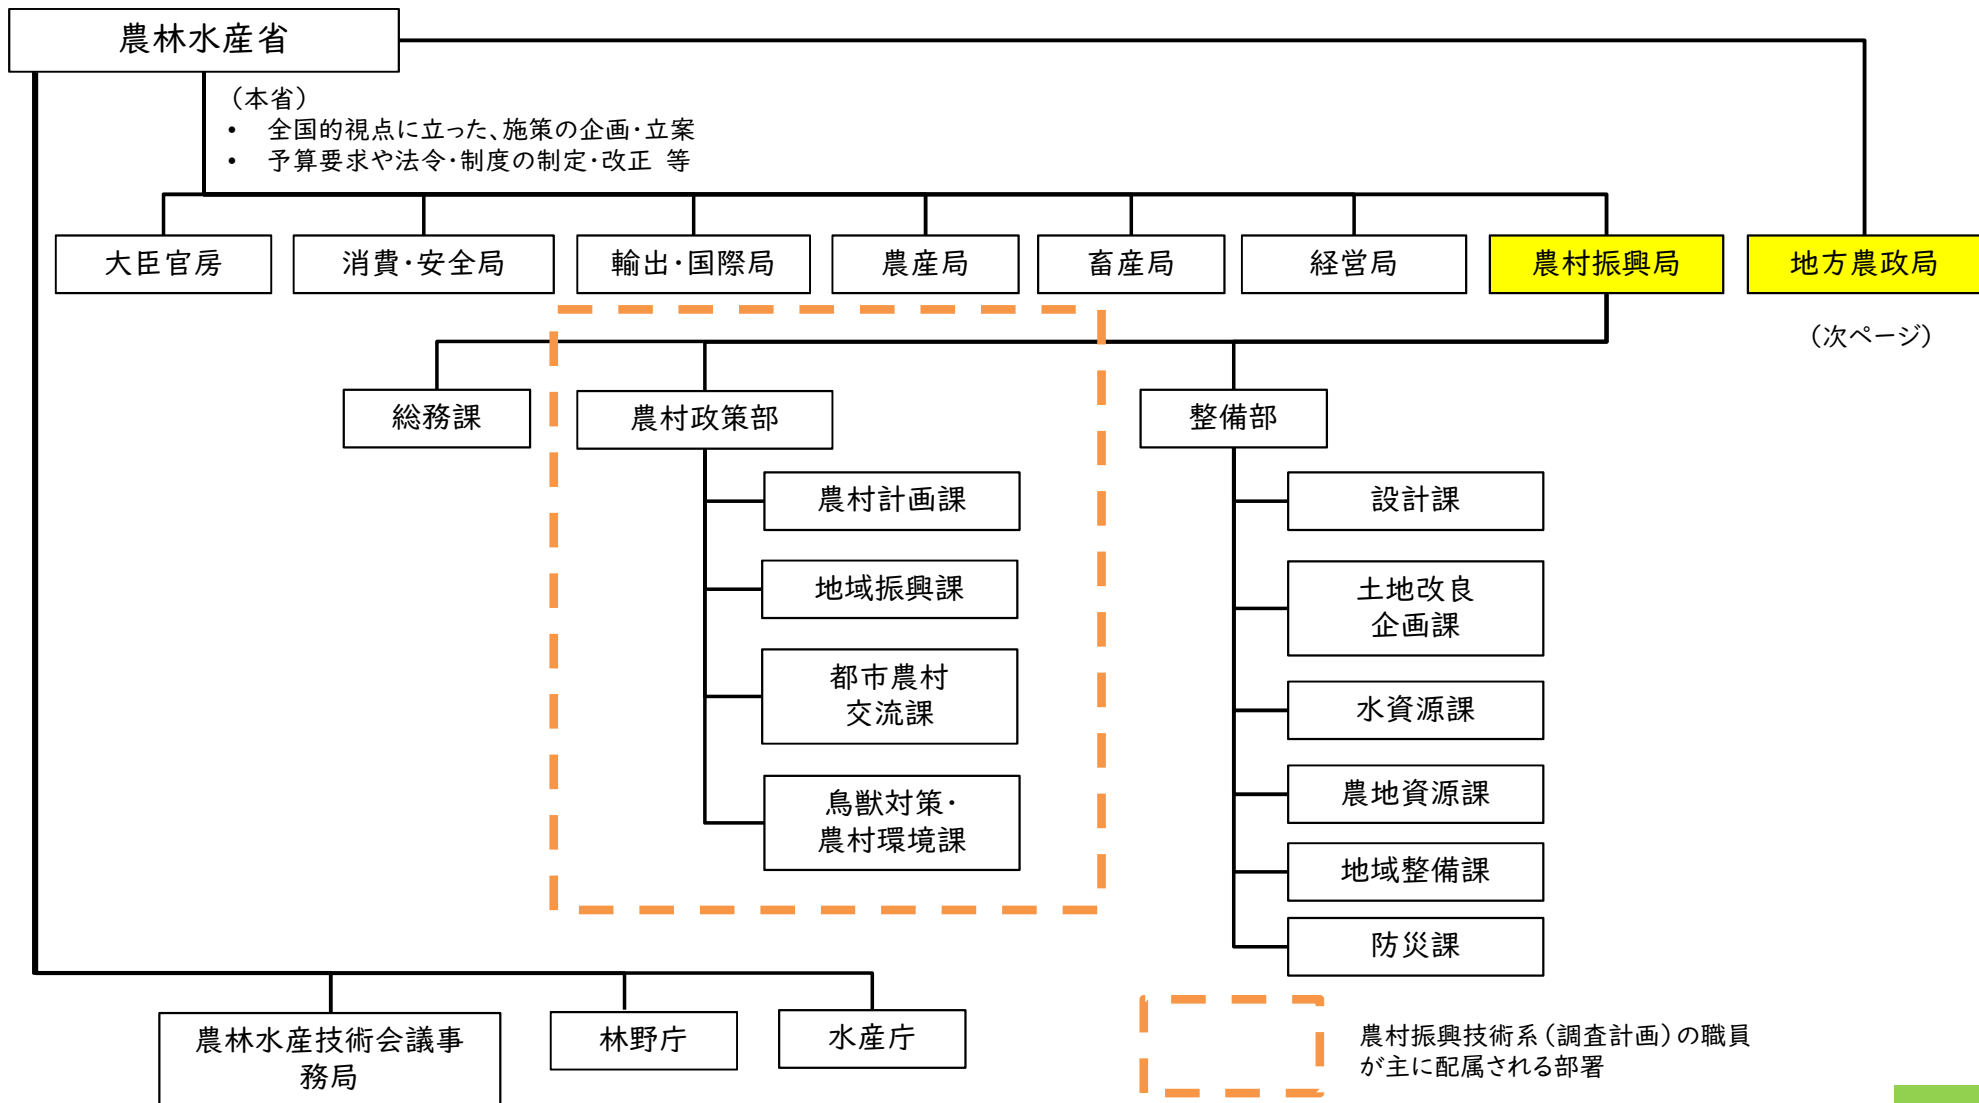 農林水産省
（本省）
• 全国的視点に立った、施策の企画・立案
• 予算要求や法令・制度の制定・改正 等
大臣官房
消費・安全局
輸出・国際局
農産局
畜産局
経営局
農村振興局
地方農政局
（次ページ）
総務課
農村政策部
整備部
農村計画課
地域振興課
都市農村
交流課
鳥獣対策・
農村環境課
設計課
土地改良
企画課
水資源課
農地資源課
地域整備課
防災課
農林水産技術会議事
務局
林野庁
水産庁
農村振興技術系（調査計画）の職員
が主に配属される部署